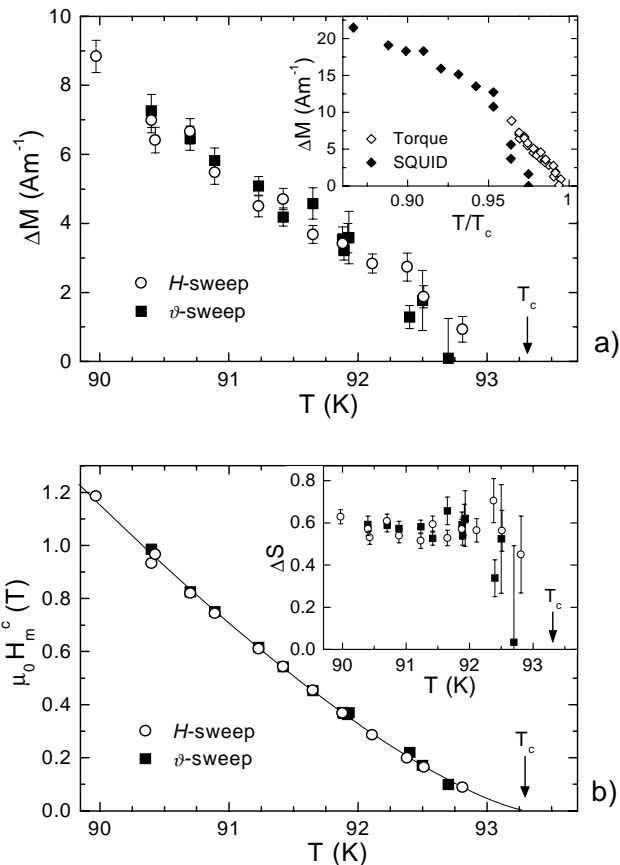 10
8
6
4
2
0
ΔM (Am⁻¹)
90 91 92 93
T (K)
H-sweep
ϑ-sweep
T_c
a)
20
15
10
5
0
ΔM (Am⁻¹)
Torque
SQUID
0.90 0.95 1
T/T_c
1.2
1.0
0.8
0.6
0.4
0.2
0.0
μ₀ H_m^c (T)
90 91 92 93
T (K)
H-sweep
ϑ-sweep
T_c
b)
0.8
0.6
0.4
0.2
0.0
ΔS
90 91 92 93
T (K)
T_c